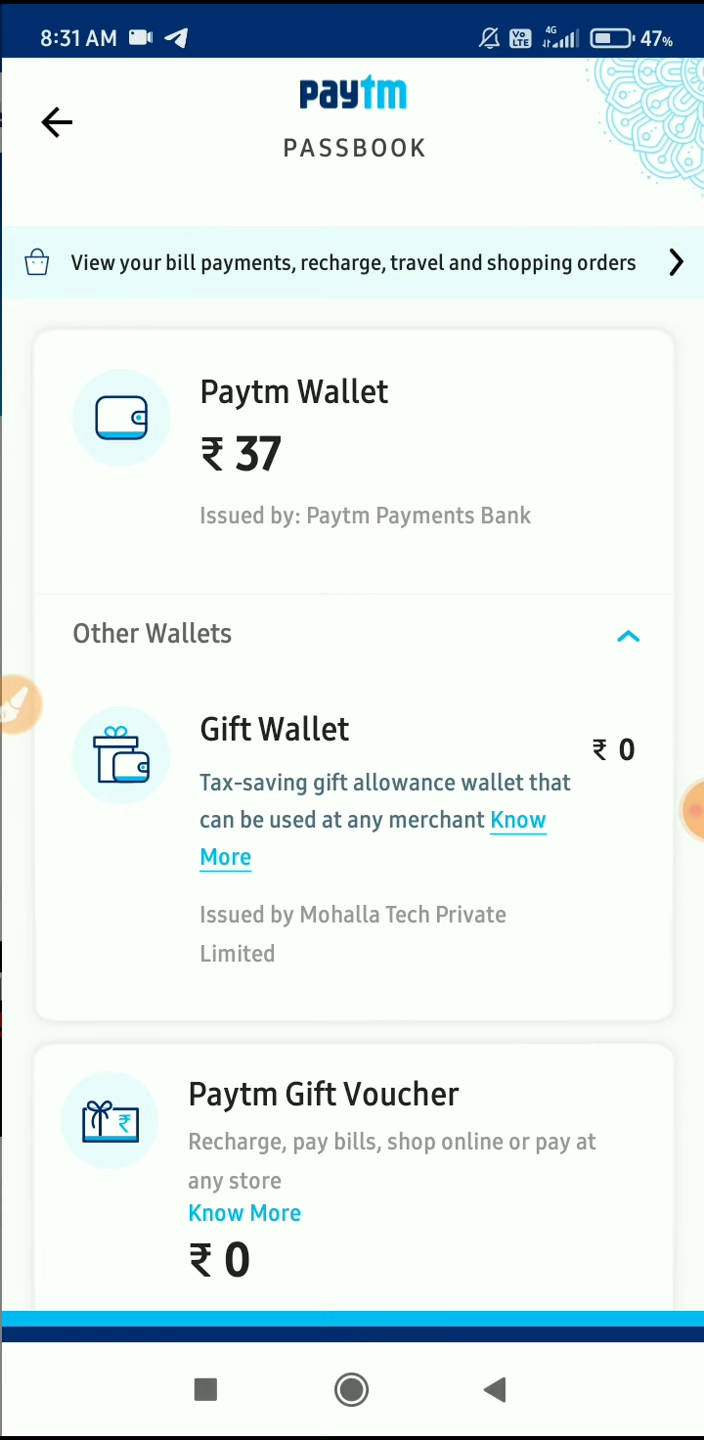 8:31 AM
Vo LTE 4G 47%
paytm
PASSBOOK
View your bill payments, recharge, travel and shopping orders
Paytm Wallet
₹ 37
Issued by: Paytm Payments Bank
Other Wallets
Gift Wallet
₹ 0
Tax-saving gift allowance wallet that
can be used at any merchant Know
More
Issued by Mohalla Tech Private
Limited
₹
Paytm Gift Voucher
Recharge, pay bills, shop online or pay at
any store
Know More
₹ 0